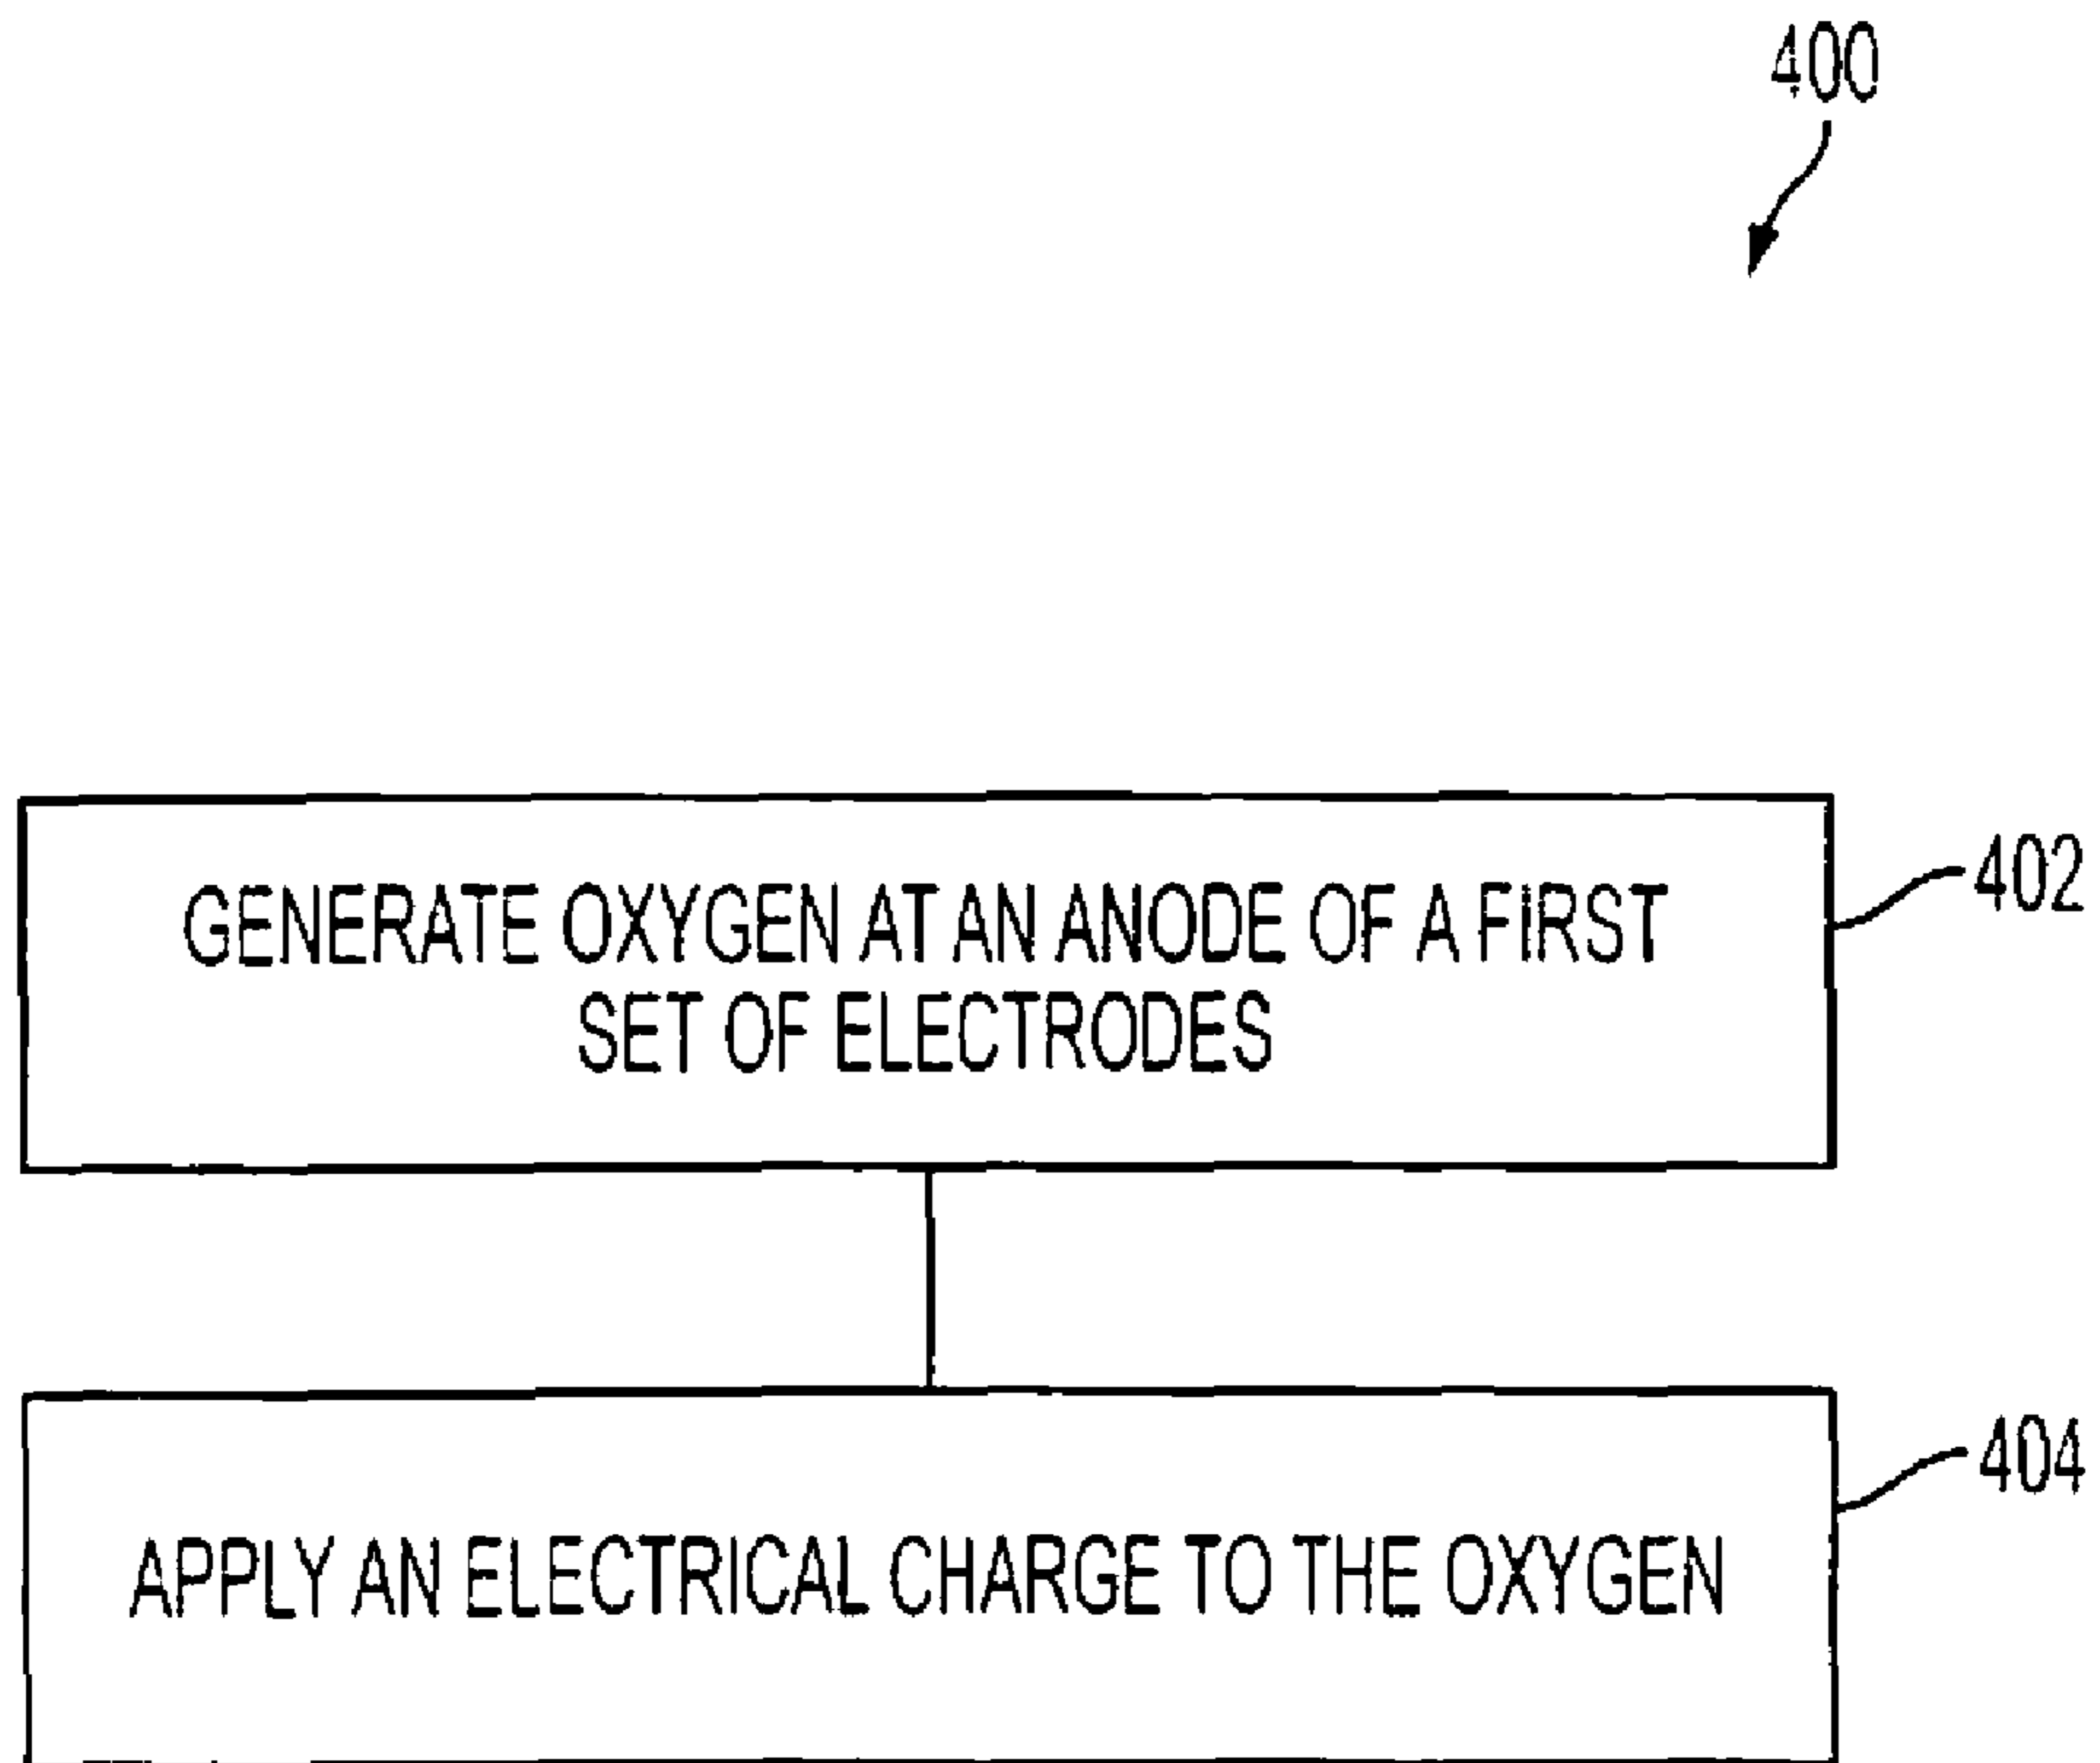 400
GENERATE OXYGEN AT AN ANODE OF A FIRST
SET OF ELECTRODES
402
APPLY AN ELECTRICAL CHARGE TO THE OXYGEN
404